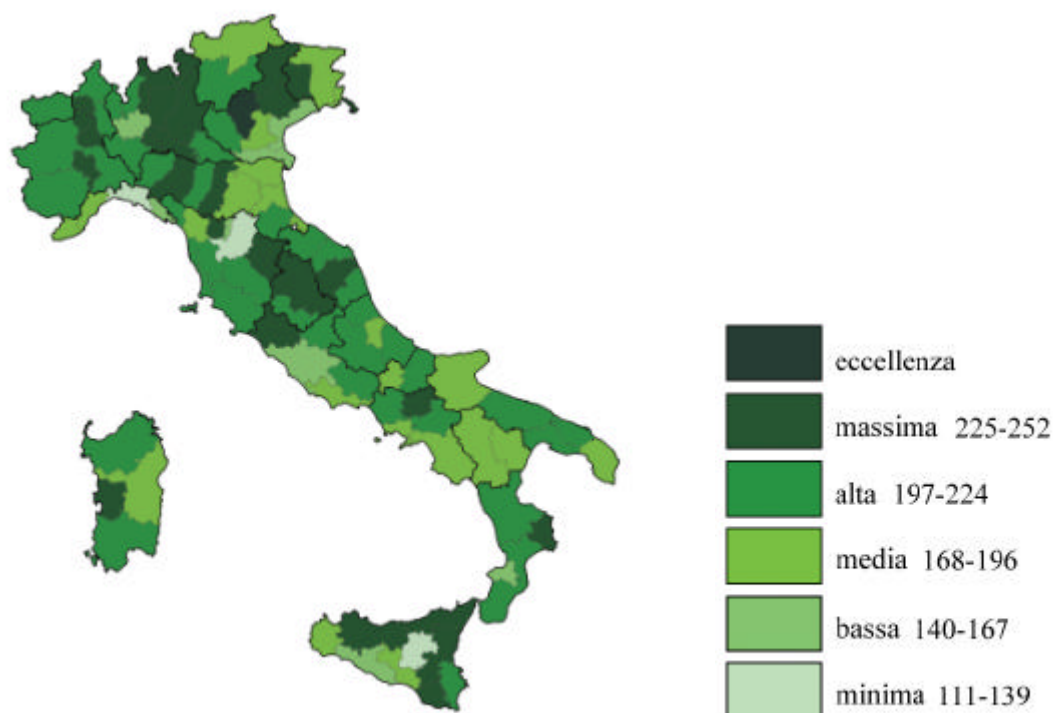 eccellenza
massima 225-252
alta 197-224
media 168-196
bassa 140-167
minima 111-139